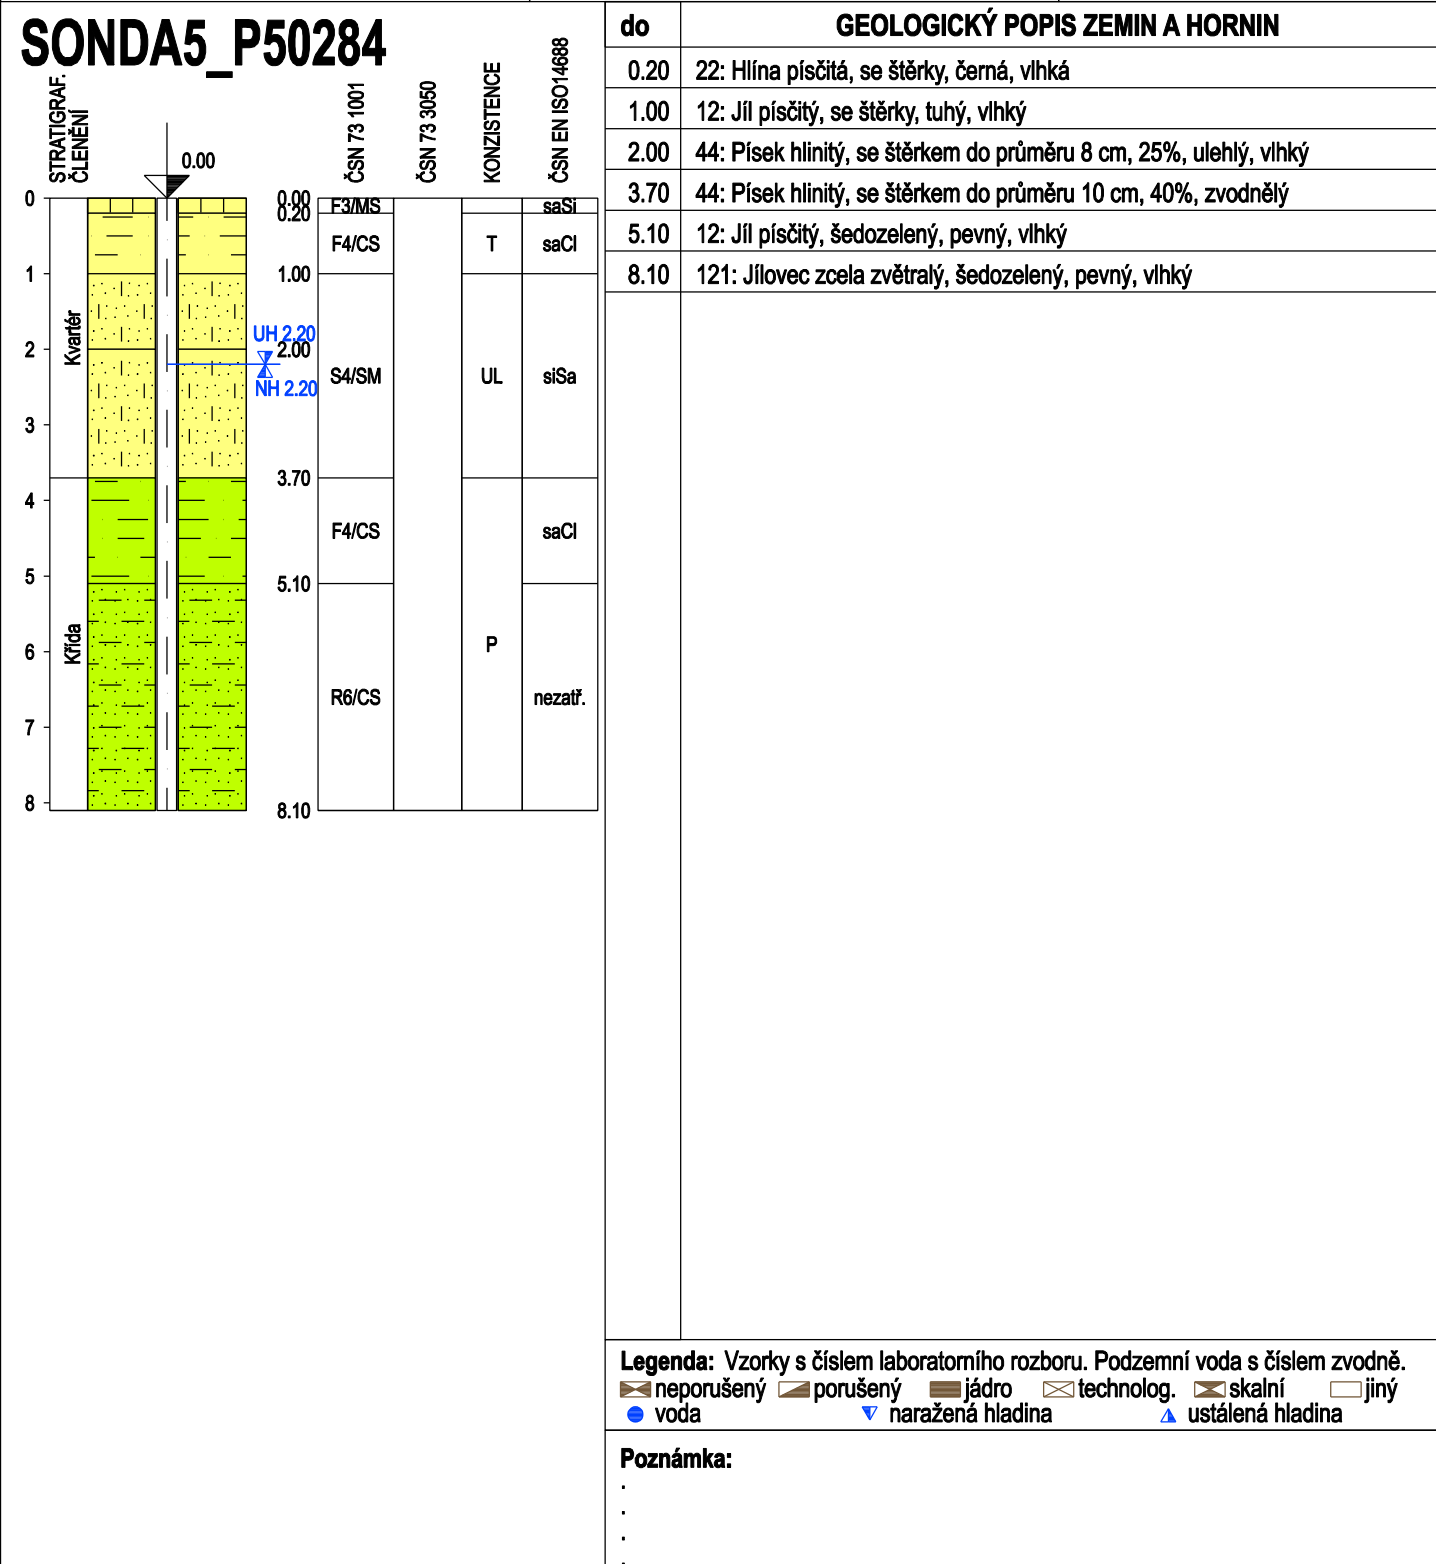 SONDA5_P50284
STRATIGRAF.
ČLENĚNÍ
0.00
ČSN 73 1001
ČSN 73 3050
KONZISTENCE
ČSN EN ISO14688
0
1
2
3
4
5
6
7
8
Kvartér
Křída
UH 2.20
NH 2.20
0.00
0.20
1.00
2.00
3.70
5.10
8.10
F3/MS
F4/CS
S4/SM
F4/CS
R6/CS
T
UL
P
saSi
saCl
siSa
saCl
nezatř.
do GEOLOGICKÝ POPIS ZEMIN A HORNIN
0.20 22: Hlína písčitá, se štěrky, černá, vlhká
1.00 12: Jíl písčitý, se štěrky, tuhý, vlhký
2.00 44: Písek hlinitý, se štěrkem do průměru 8 cm, 25%, ulehlý, vlhký
3.70 44: Písek hlinitý, se štěrkem do průměru 10 cm, 40%, zvodnělý
5.10 12: Jíl písčitý, šedozelený, pevný, vlhký
8.10 121: Jílovec zcela zvětralý, šedozelený, pevný, vlhký
Legenda: Vzorky s číslem laboratorního rozboru. Podzemní voda s číslem zvodně.
neporušený porušený jádro technolog. skalní jiný
voda naražená hladina ustálená hladina
Poznámka:
.
.
.
.